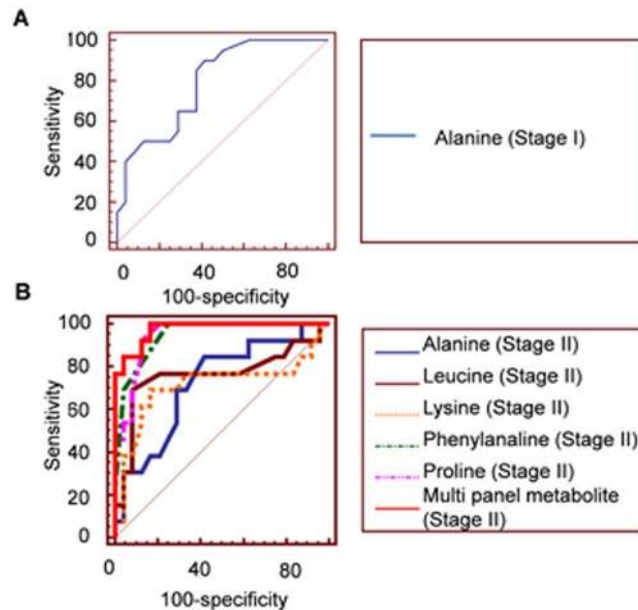 A
100
80
60
40
20
0
Sensitivity
0 40 80
100-specificity
Alanine (Stage I)
B
100
80
60
40
20
0
Sensitivity
0 40 80
100-specificity
Alanine (Stage II)
Leucine (Stage II)
Lysine (Stage II)
Phenylanaline (Stage II)
Proline (Stage II)
Multi panel metabolite
(Stage II)